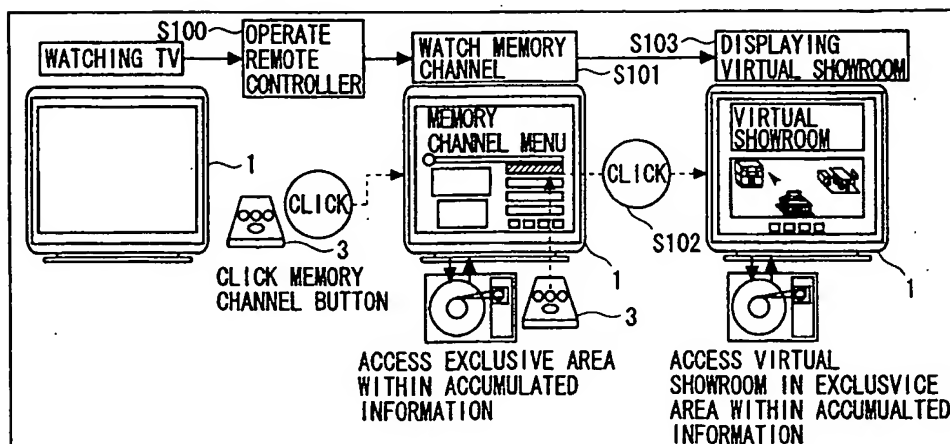 WATCHING TV
S100
OPERATE
REMOTE
CONTROLLER
WATCH MEMORY
CHANNEL
S101
S103
DISPLAYING
VIRTUAL SHOWROOM
1
3
CLICK
CLICK MEMORY
CHANNEL BUTTON
MEMORY
CHANNEL MENU
1
3
CLICK
S102
ACCESS EXCLUSIVE AREA
WITHIN ACCUMULATED
INFORMATION
VIRTUAL
SHOWROOM
1
ACCESS VIRTUAL
SHOWROOM IN EXCLUSVICE
AREA WITHIN ACCUMUALTED
INFORMATION